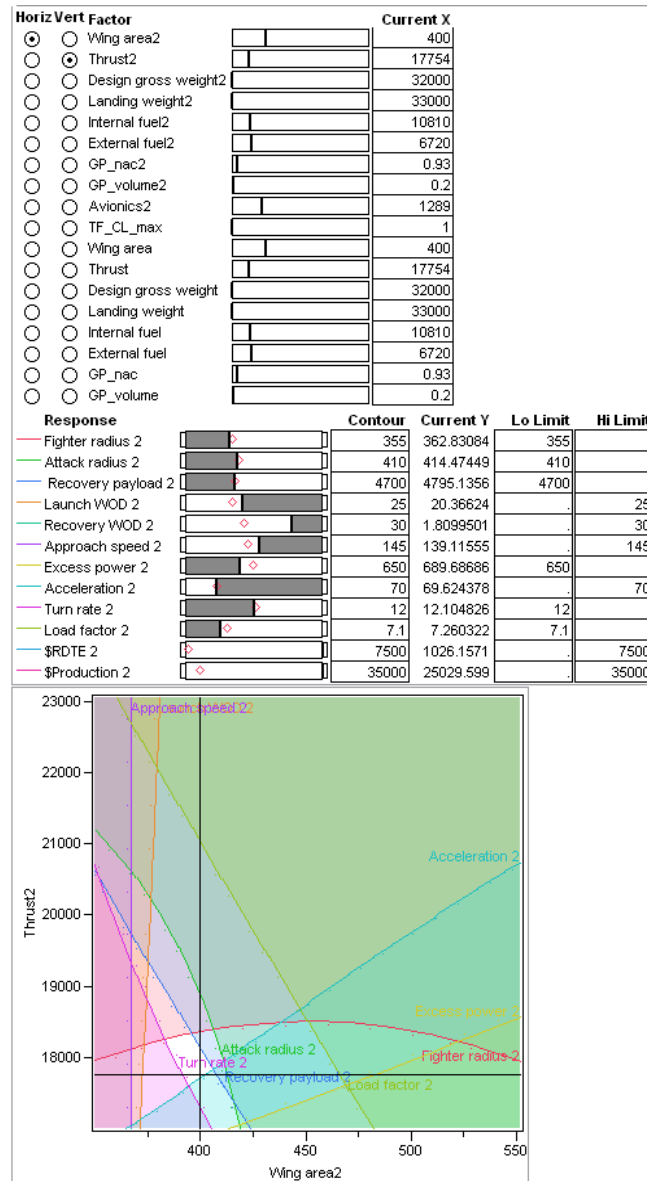 Horiz Vert Factor Current X
Wing area2 400
Thrust2 17754
Design gross weight2 32000
Landing weight2 33000
Internal fuel2 10810
External fuel2 6720
GP_nac2 0.93
GP_volume2 0.2
Avionics2 1289
TF_CL_max 1
Wing area 400
Thrust 17754
Design gross weight 32000
Landing weight 33000
Internal fuel 10810
External fuel 6720
GP_nac 0.93
GP_volume 0.2
Response Contour Current Y Lo Limit Hi Limit
Fighter radius 2 355 362.83084 355
Attack radius 2 410 414.47449 410
Recovery payload 2 4700 4795.1356 4700
Launch WOD 2 25 20.36624 . 25
Recovery WOD 2 30 1.8099501 . 30
Approach speed 2 145 139.11555 . 145
Excess power 2 650 689.68686 650
Acceleration 2 70 69.624378 . 70
Turn rate 2 12 12.104826 12
Load factor 2 7.1 7.260322 7.1
$RDTE 2 7500 1026.1571 . 7500
$Production 2 35000 25029.599 . 35000
23000
Approach speed 2
22000
21000
Acceleration 2
20000
Thrust2
19000
Excess power 2
18000
Attack radius 2
Fighter radius 2
Turn rate 2
Recovery payload 2
Load factor 2
400 450 500 550
Wing area2